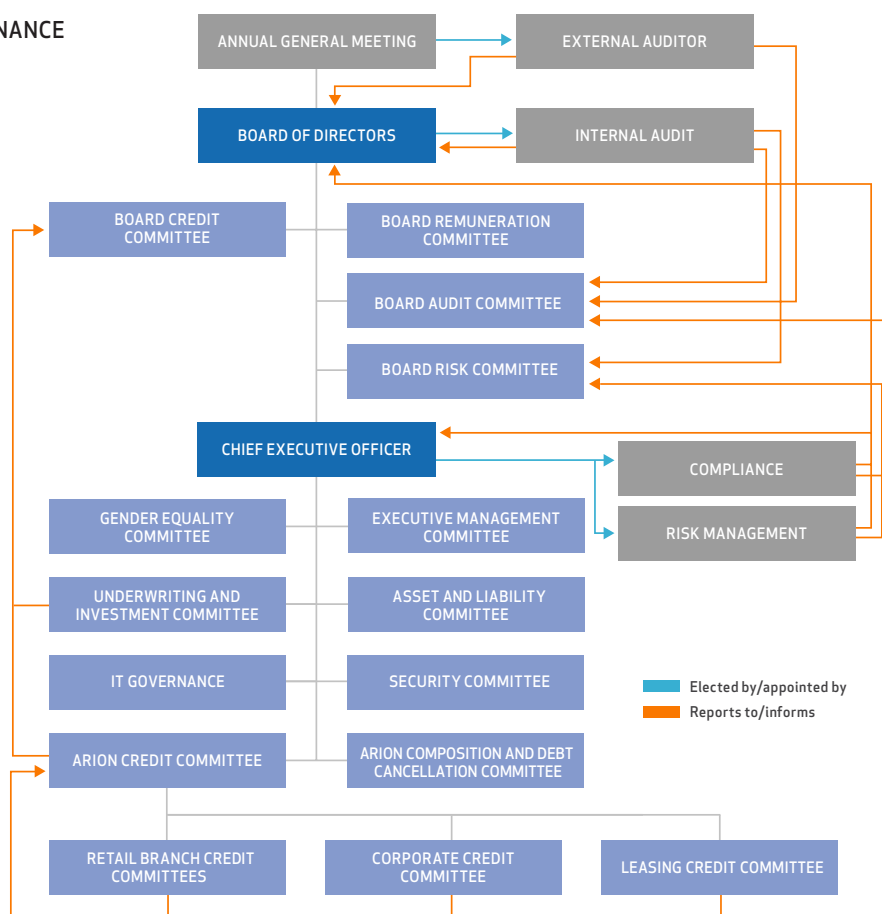 NANCE
ANNUAL GENERAL MEETING
EXTERNAL AUDITOR
BOARD OF DIRECTORS
INTERNAL AUDIT
BOARD CREDIT
COMMITTEE
BOARD REMUNERATION
COMMITTEE
BOARD AUDIT COMMITTEE
BOARD RISK COMMITTEE
CHIEF EXECUTIVE OFFICER
COMPLIANCE
GENDER EQUALITY
COMMITTEE
EXECUTIVE MANAGEMENT
COMMITTEE
RISK MANAGEMENT
UNDERWRITING AND
INVESTMENT COMMITTEE
ASSET AND LIABILITY
COMMITTEE
IT GOVERNANCE
SECURITY COMMITTEE
Elected by/appointed by
Reports to/informs
ARION CREDIT COMMITTEE
ARION COMPOSITION AND DEBT
CANCELLATION COMMITTEE
RETAIL BRANCH CREDIT
COMMITTEES
CORPORATE CREDIT
COMMITTEE
LEASING CREDIT COMMITTEE